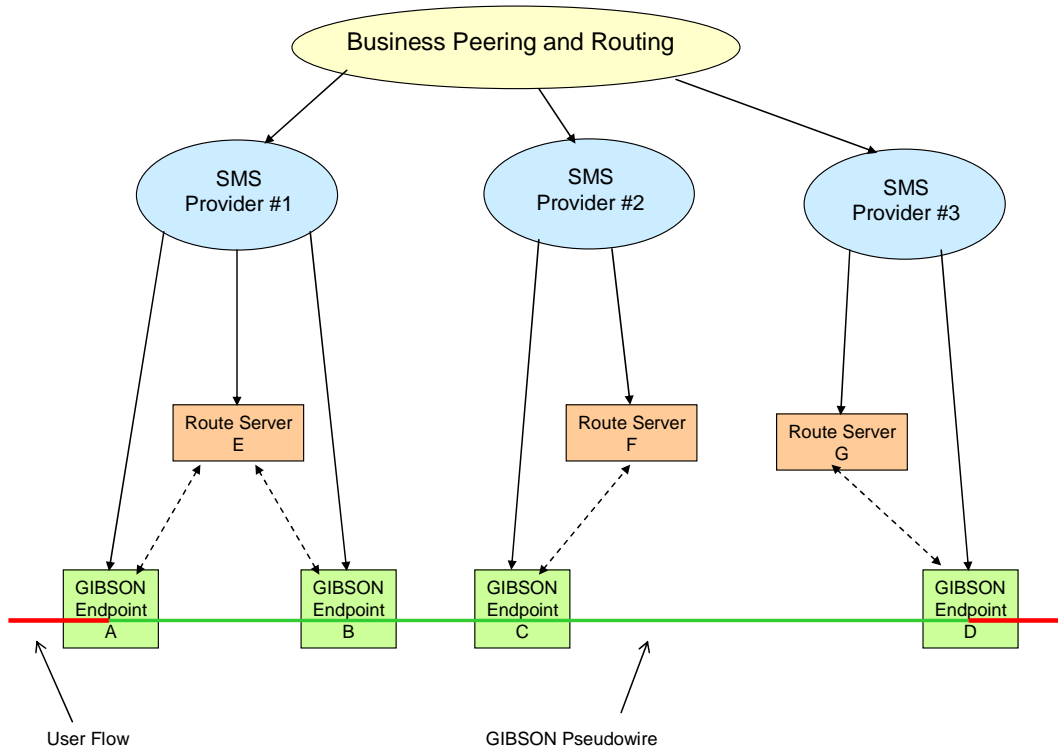 Business Peering and Routing
SMS
Provider #1
SMS
Provider #2
SMS
Provider #3
Route Server
E
Route Server
F
Route Server
G
GIBSON
Endpoint
A
GIBSON
Endpoint
B
GIBSON
Endpoint
C
GIBSON
Endpoint
D
User Flow
GIBSON Pseudowire